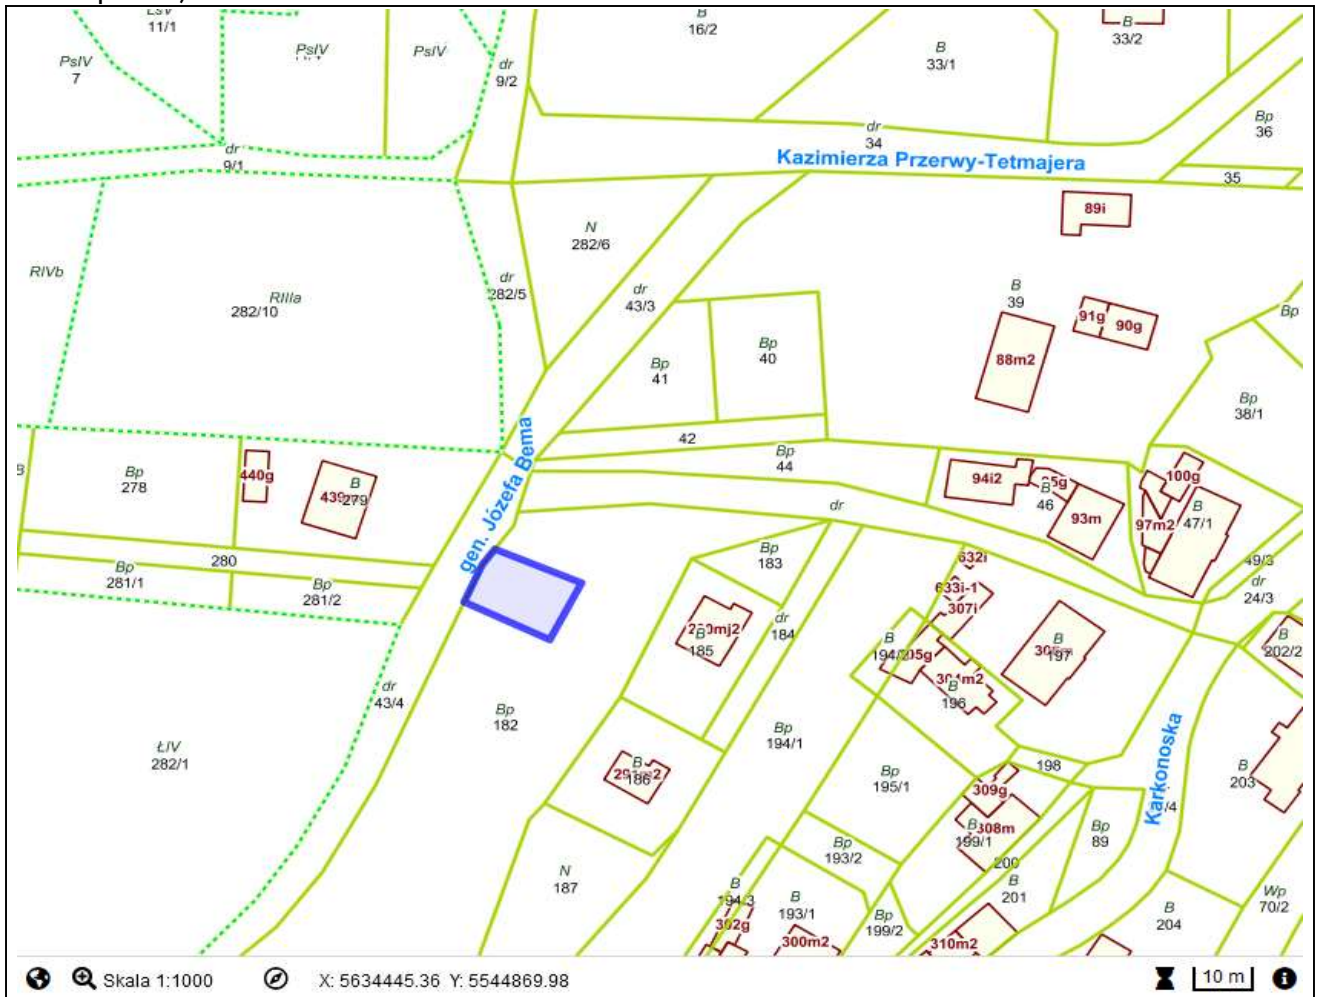 11/1
B
16/2
B
33/2
PsIV
7
PsIV
PsIV
B
33/1
dr
9/2
Bp
36
dr
34
Kazimierza Przerwy-Tetmajera
dr
9/1
35
89i
N
282/6
RIVb
RIIIa
282/10
dr
282/5
dr
43/3
B
39
91g
90g
Bp
Bp
40
Bp
41
88m2
Bp
38/1
42
Bp
44
gen. Józefa Bema
B
Bp
278
440g
B
279
94i2
B
46
100g
dr
93m
97m2
B
47/1
280
Bp
281/1
Bp
281/2
Bp
183
632i
633i-1
307i
49/3
dr
24/3
dr
184
B
185
B
B
197
B
202/2
dr
43/4
Bp
182
B
196
Bp
194/1
ŁIV
282/1
B
186
Bp
195/1
198
Karkonoska
B
203
309g
B
199/1
308m
Bp
89
Bp
193/2
200
N
187
B
194/3
B
193/1
B
201
Bp
199/2
B
204
Wp
70/2
302g
300m2
310m2
Skala 1:1000
X: 5634445.36 Y: 5544869.98
10 m